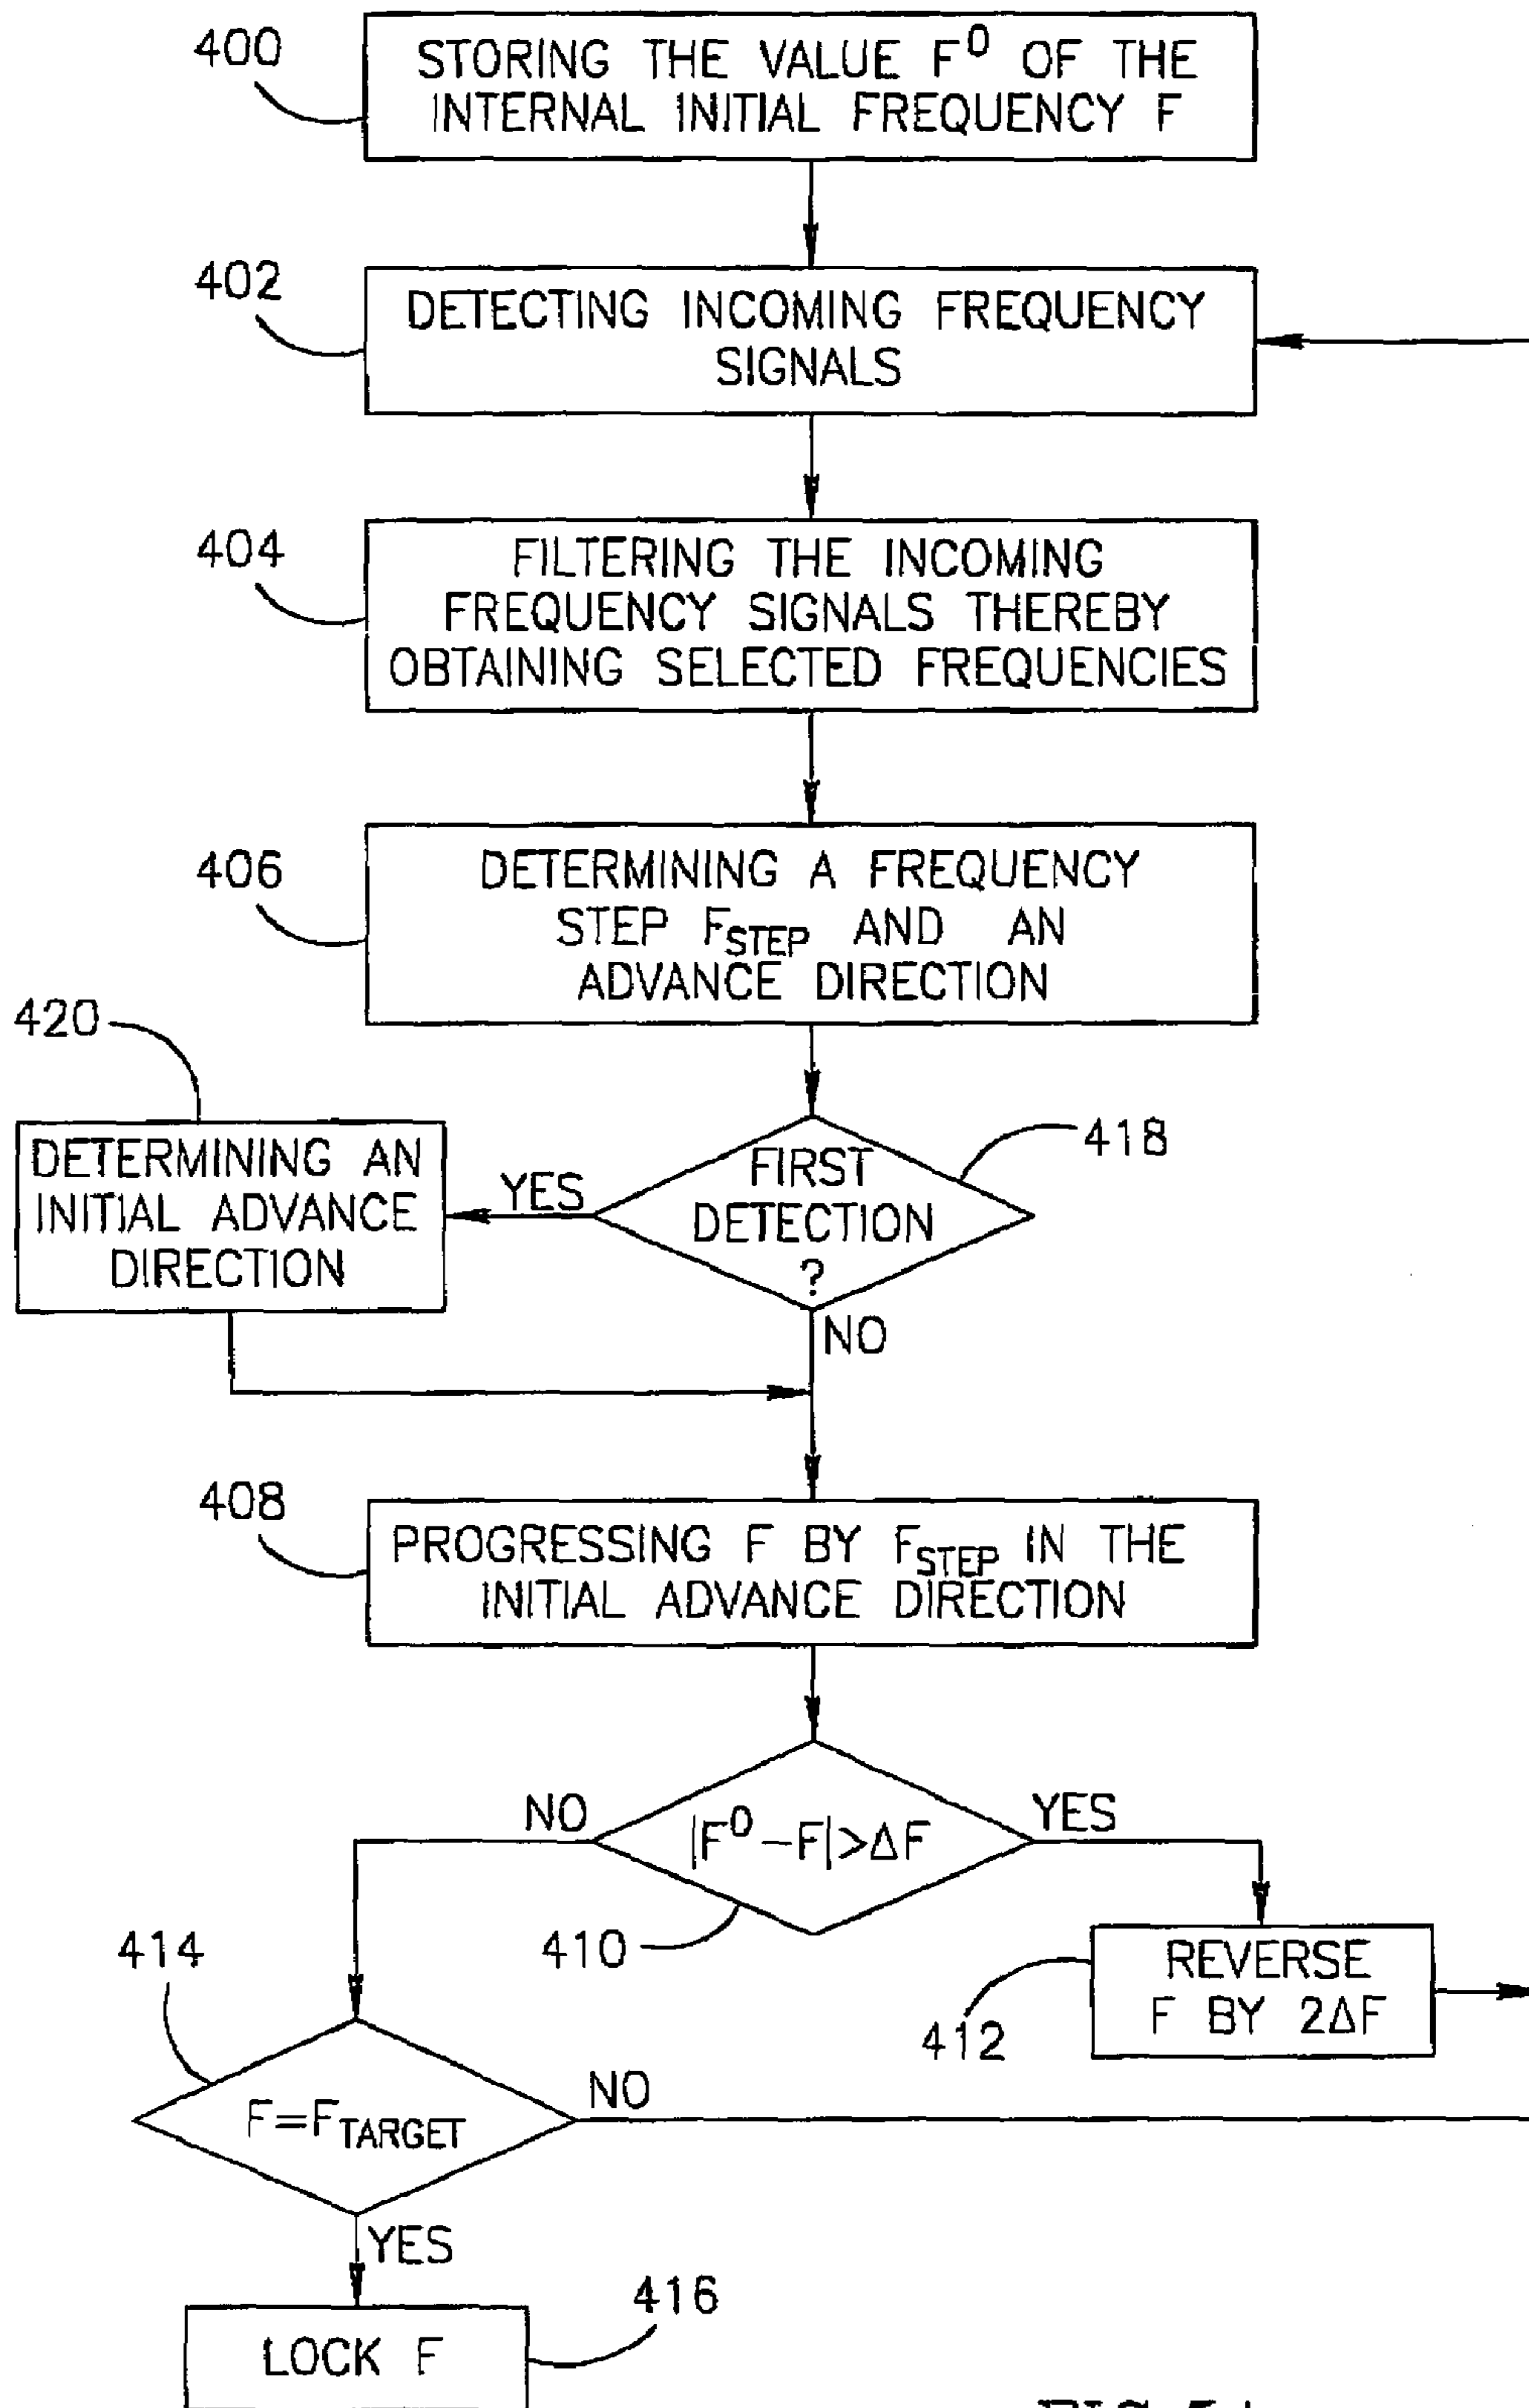 400
STORING THE VALUE F⁰ OF THE
INTERNAL INITIAL FREQUENCY F
402
DETECTING INCOMING FREQUENCY
SIGNALS
404
FILTERING THE INCOMING
FREQUENCY SIGNALS THEREBY
OBTAINING SELECTED FREQUENCIES
406
DETERMINING A FREQUENCY
STEP F_STEP AND AN
ADVANCE DIRECTION
420
418
DETERMINING AN
INITIAL ADVANCE
DIRECTION
YES
FIRST
DETECTION
?
NO
408
PROGRESSING F BY F_STEP IN THE
INITIAL ADVANCE DIRECTION
NO
|F⁰-F|>ΔF
YES
410
414
REVERSE
F BY 2ΔF
412
F=F_TARGET
NO
YES
416
LOCK F